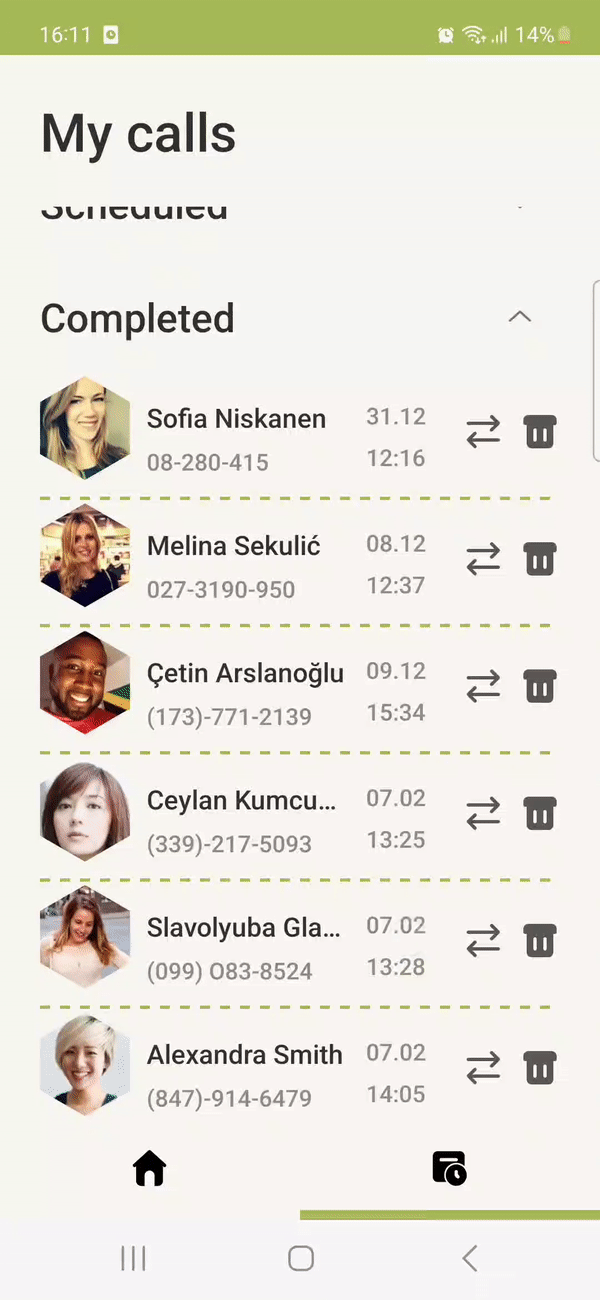 16:11
14%
My calls
Scheduled
Completed
Sofia Niskanen 31.12
08-280-415 12:16
Melina Sekulić 08.12
027-3190-950 12:37
Çetin Arslanoğlu 09.12
(173)-771-2139 15:34
Ceylan Kumcu... 07.02
(339)-217-5093 13:25
Slavolyuba Gla... 07.02
(099) O83-8524 13:28
Alexandra Smith 07.02
(847)-914-6479 14:05